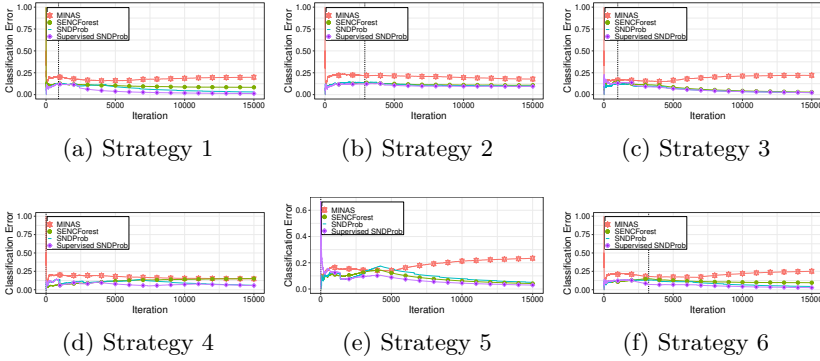 1.00
0.75
0.50
0.25
0.00
Classification Error
MINAS
SENCForest
SNDProb
Supervised SNDProb
0 5000 10000 15000
Iteration
(a) Strategy 1
1.00
0.75
0.50
0.25
0.00
Classification Error
MINAS
SENCForest
SNDProb
Supervised SNDProb
0 5000 10000 15000
Iteration
(b) Strategy 2
1.00
0.75
0.50
0.25
0.00
Classification Error
MINAS
SENCForest
SNDProb
Supervised SNDProb
0 5000 10000 15000
Iteration
(c) Strategy 3
1.00
0.75
0.50
0.25
0.00
Classification Error
MINAS
SENCForest
SNDProb
Supervised SNDProb
0 5000 10000 15000
Iteration
(d) Strategy 4
0.6
0.4
0.2
0.0
Classification Error
MINAS
SENCForest
SNDProb
Supervised SNDProb
0 5000 10000 15000
Iteration
(e) Strategy 5
1.00
0.75
0.50
0.25
0.00
Classification Error
MINAS
SENCForest
SNDProb
Supervised SNDProb
0 5000 10000 15000
Iteration
(f) Strategy 6